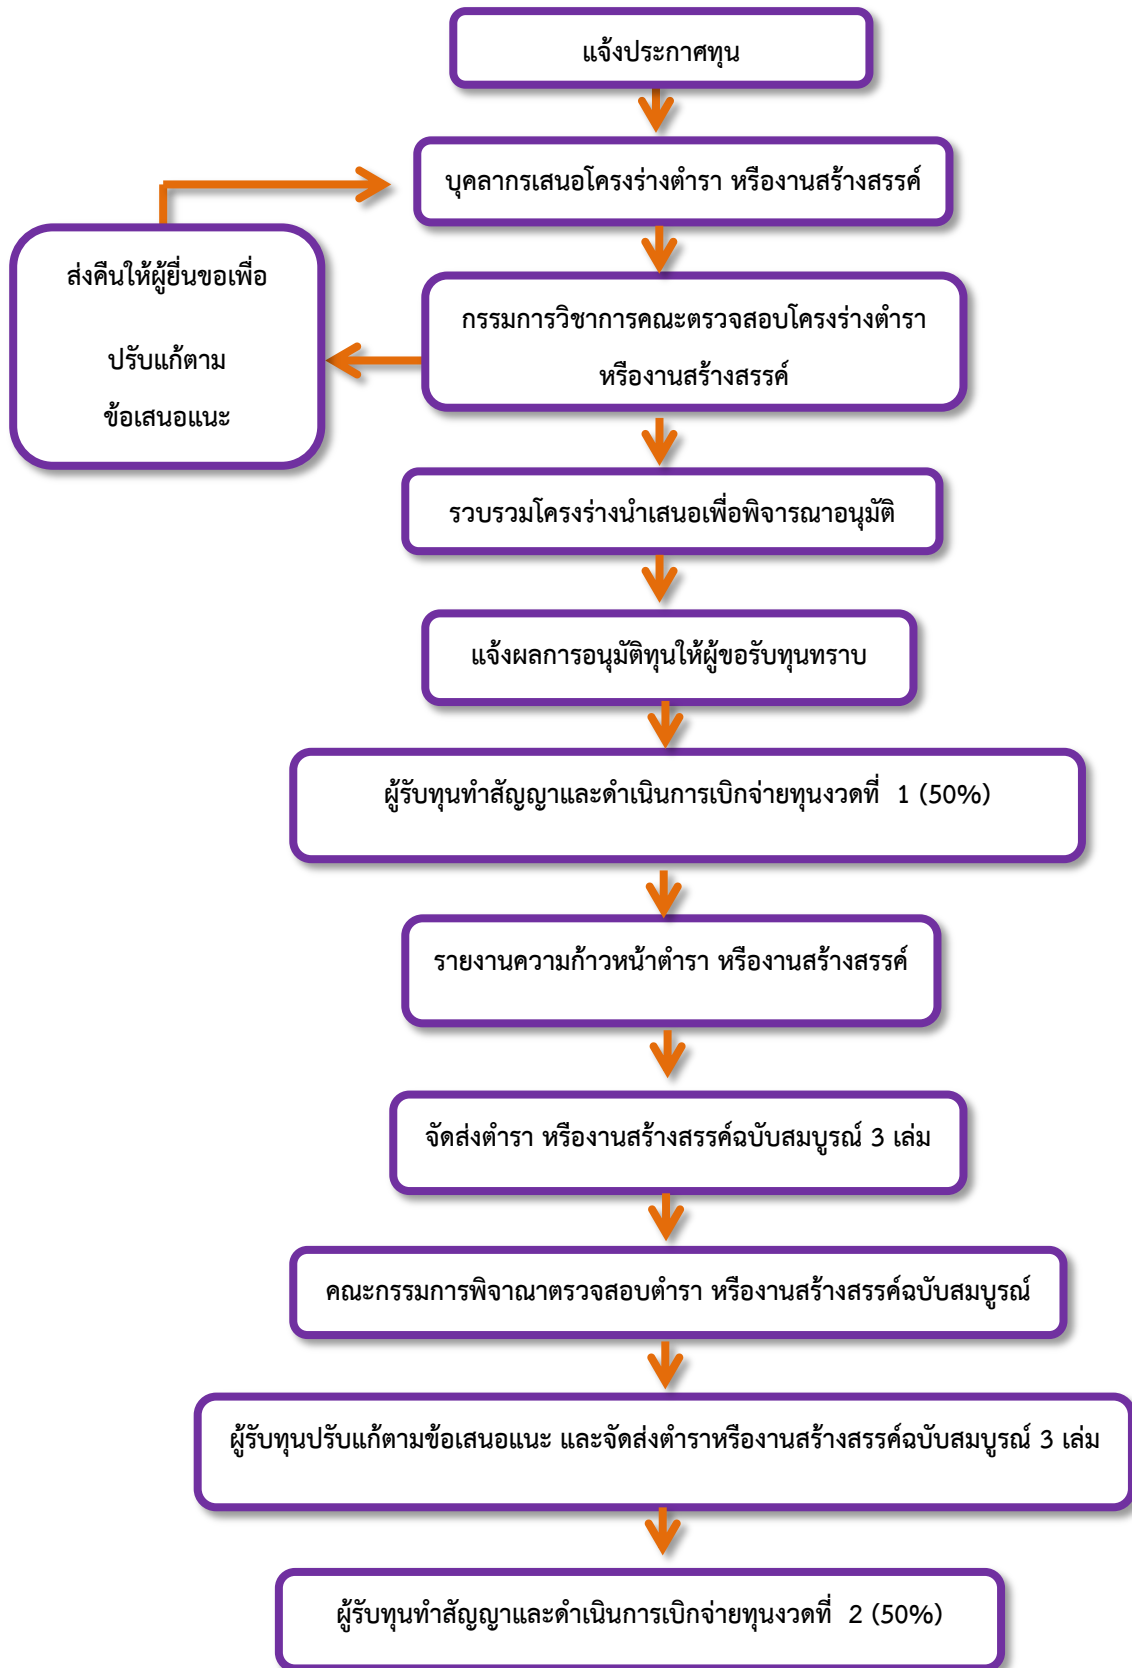 แจ้งประกาศทุน
บุคลากรเสนอโครงร่างตำรา หรืองานสร้างสรรค์
ส่งคืนให้ผู้ยื่นขอเพื่อ
ปรับแก้ตาม
ข้อเสนอแนะ
กรรมการวิชาการคณะตรวจสอบโครงร่างตำรา
หรืองานสร้างสรรค์
รวบรวมโครงร่างนำเสนอเพื่อพิจารณาอนุมัติ
แจ้งผลการอนุมัติทุนให้ผู้ขอรับทุนทราบ
ผู้รับทุนทำสัญญาและดำเนินการเบิกจ่ายทุนงวดที่ 1 (50%)
รายงานความก้าวหน้าตำรา หรืองานสร้างสรรค์
จัดส่งตำรา หรืองานสร้างสรรค์ฉบับสมบูรณ์ 3 เล่ม
คณะกรรมการพิจาณาตรวจสอบตำรา หรืองานสร้างสรรค์ฉบับสมบูรณ์
ผู้รับทุนปรับแก้ตามข้อเสนอแนะ และจัดส่งตำราหรืองานสร้างสรรค์ฉบับสมบูรณ์ 3 เล่ม
ผู้รับทุนทำสัญญาและดำเนินการเบิกจ่ายทุนงวดที่ 2 (50%)